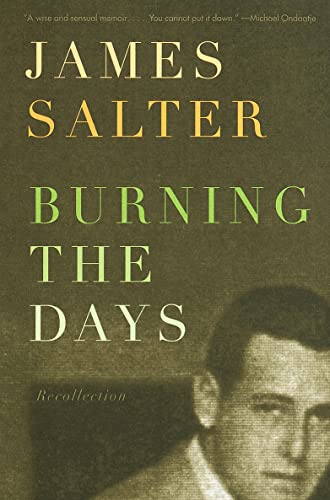 "A wise and sensual memoir. . . . You cannot put it down." —Michael Ondaatje
JAMES
SALTER
BURNING
THE
DAYS
Recollection